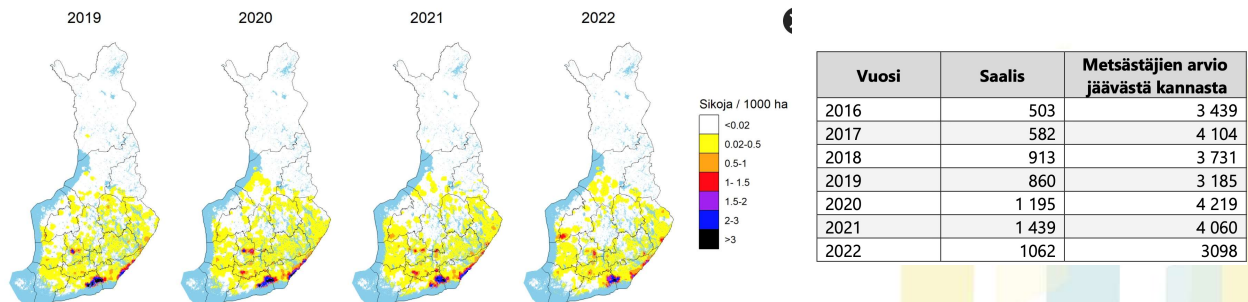 2019
2020
2021
2022
Sikoja / 1000 ha
<0.02
0.02-0.5
0.5-1
1- 1.5
1.5-2
2-3
>3
Vuosi Saalis Metsästäjien arvio
jäävästä kannasta
2016 503 3 439
2017 582 4 104
2018 913 3 731
2019 860 3 185
2020 1 195 4 219
2021 1 439 4 060
2022 1062 3098